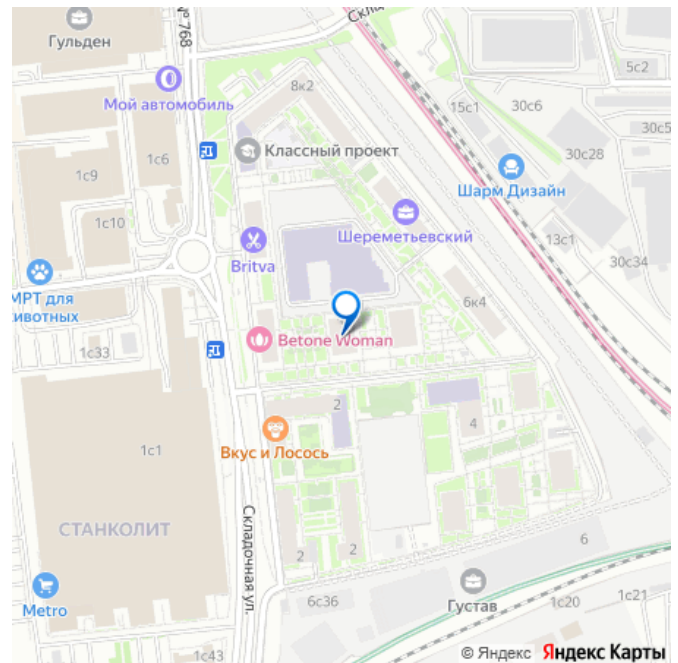 Гульден
№ 768
Скла
8к2
5с2
Мой автомобиль
15с1
30с6
30с5
1с6
Классный проект
30с28
1с9
Шарм Дизайн
1с10
Шереметьевский
13с1
Britva
30с34
МРТ для
животных
6к4
Betone Woman
1с33
2
4
Вкус и Лосось
1с1
Складочная ул.
СТАНКОЛИТ
6
2
2
Metro
Густав
6с36
1с20
1с21
1с43
© Яндекс Яндекс Карты